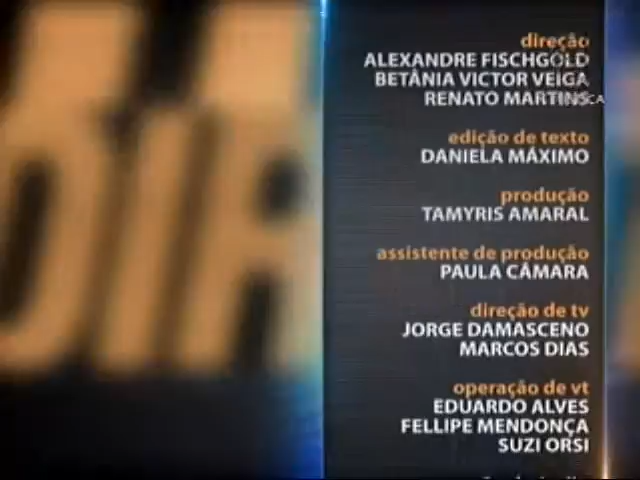 direção
ALEXANDRE FISCHGOLD
BETÂNIA VICTOR VEIGA
RENATO MARTINS
edição de texto
DANIELA MÁXIMO
produção
TAMYRIS AMARAL
assistente de produção
PAULA CÂMARA
direção de tv
JORGE DAMASCENO
MARCOS DIAS
operação de vt
EDUARDO ALVES
FELLIPE MENDONÇA
SUZI ORSI